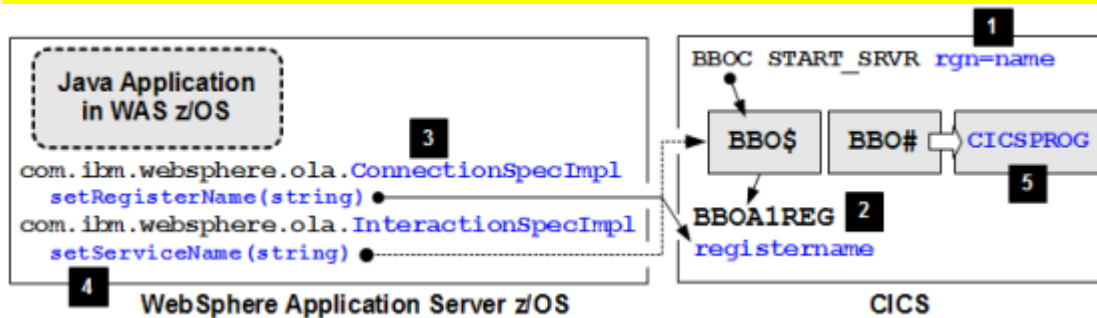 Java Application
in WAS z/OS
3
com.ibm.websphere.ola.ConnectionSpecImpl
setRegisterName(string)
com.ibm.websphere.ola.InteractionSpecImpl
setServiceName(string)
4
WebSphere Application Server z/OS
1
BBOC START_SRVR rgn=name
BBO$ BBO# CICSPROG
5
BBOA1REG 2
registername
CICS